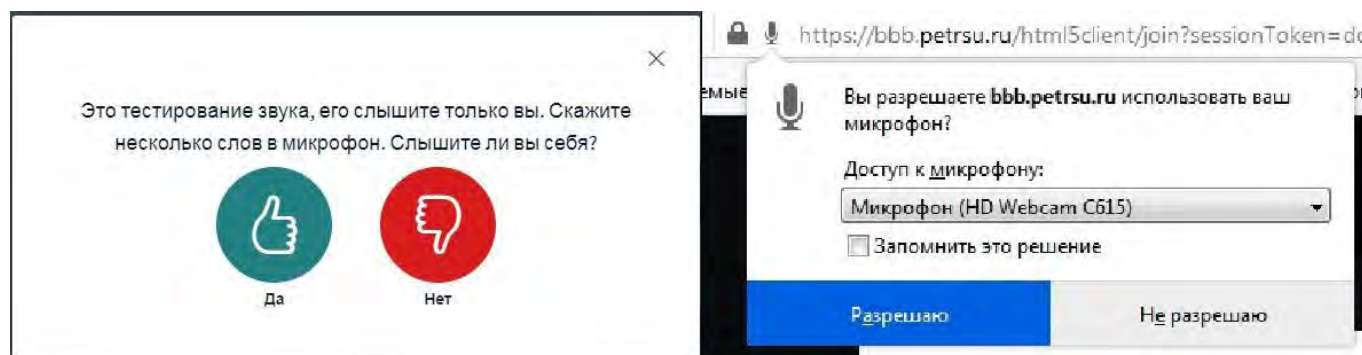 Это тестирование звука, его слышите только вы. Скажите
несколько слов в микрофон. Слышите ли вы себя?
Да
Нет
https://bbb.petrsu.ru/html5client/join?sessionToken=
Вы разрешаете bbb.petrsu.ru использовать ваш
микрофон?
Доступ к микрофону:
Микрофон (HD Webcam C615)
Запомнить это решение
Разрешаю
Не разрешаю